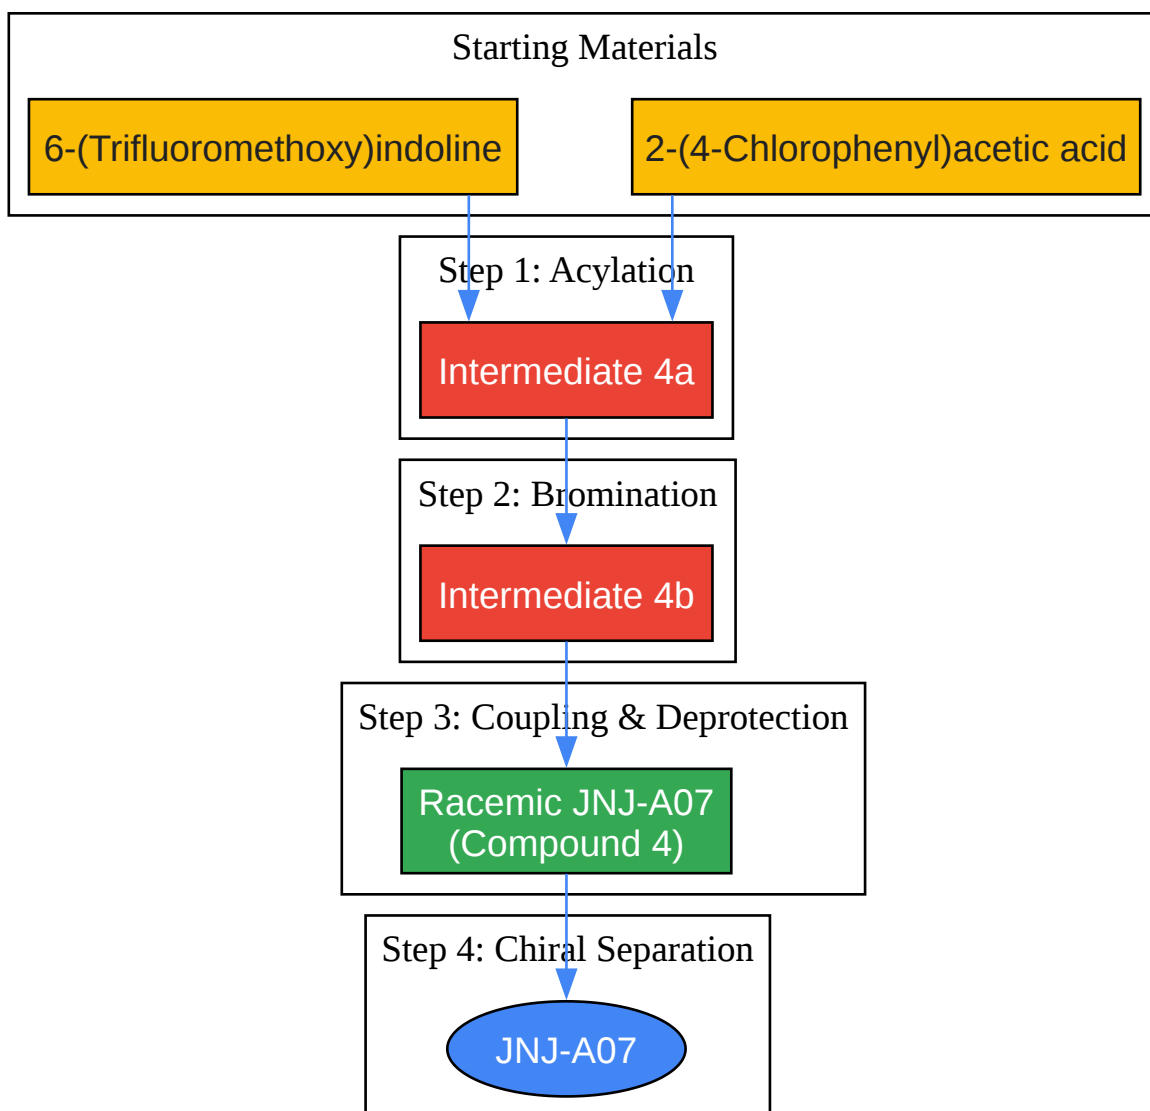 Starting Materials
6-(Trifluoromethoxy)indoline
2-(4-Chlorophenyl)acetic acid
Step 1: Acylation
Intermediate 4a
Step 2: Bromination
Intermediate 4b
Step 3: Coupling & Deprotection
Racemic JNJ-A07
(Compound 4)
Step 4: Chiral Separation
JNJ-A07